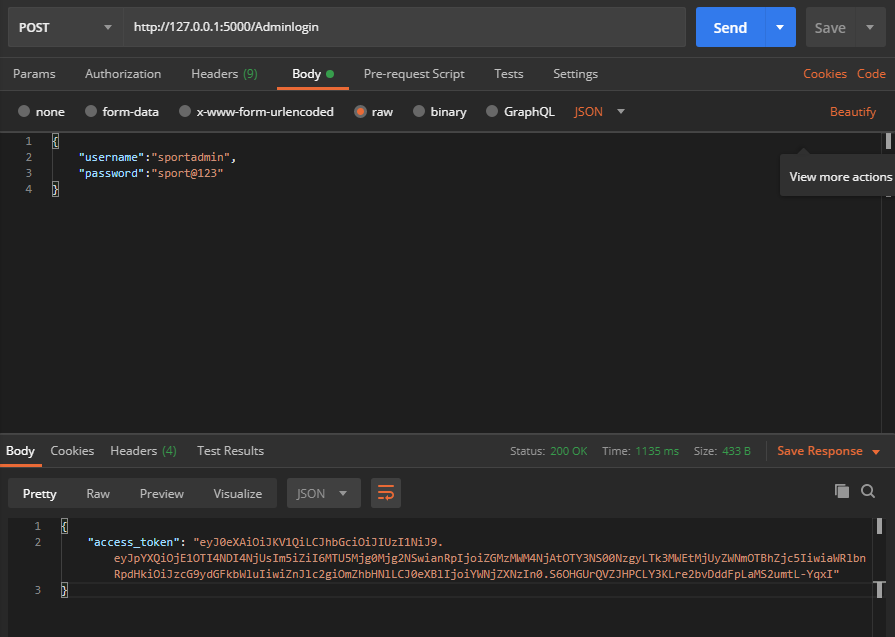 POST http://127.0.0.1:5000/Adminlogin Send Save
Params Authorization Headers (9) Body Pre-request Script Tests Settings Cookies Code
none form-data x-www-form-urlencoded raw binary GraphQL JSON Beautify
1 {
2 "username":"sportadmin",
3 "password":"sport@123"
4 }
View more actions
Body Cookies Headers (4) Test Results Status: 200 OK Time: 1135 ms Size: 433 B Save Response
Pretty Raw Preview Visualize JSON
1 {
2 "access_token": "eyJ0eXAiOiJKV1QiLCJhbGciOiJIUzI1NiJ9.
eyJpYXQiOjE1OTI4NDI4NjUsIm5iZiI6MTU5Mjg0Mjg2NSwianRpIjoiZGMzMWM4NjAtOTY3NS00NzgyLTk3MWEtMjUyZWNmOTBhZjc5IiwiaWRlbn
RpdHkiOiJzcG9ydGFkbWluIiwiZnJlc2giOmZhbHNlLCJ0eXBlIjoiYWNjZXNzIn0.S6OHGUrQVZJHPCLY3KLre2bvDddFpLaMS2umtL-YqxI"
3 }